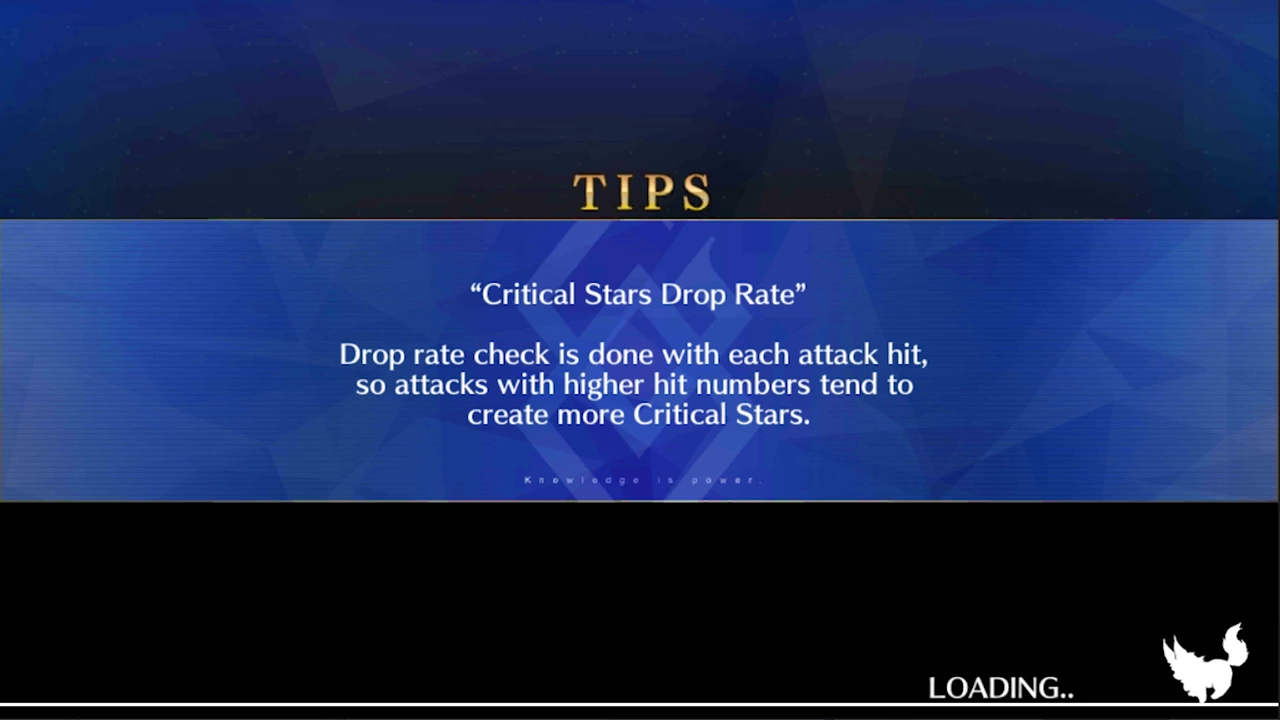 TIPS
“Critical Stars Drop Rate”
Drop rate check is done with each attack hit,
so attacks with higher hit numbers tend to
create more Critical Stars.
Knowledge is power.
LOADING..